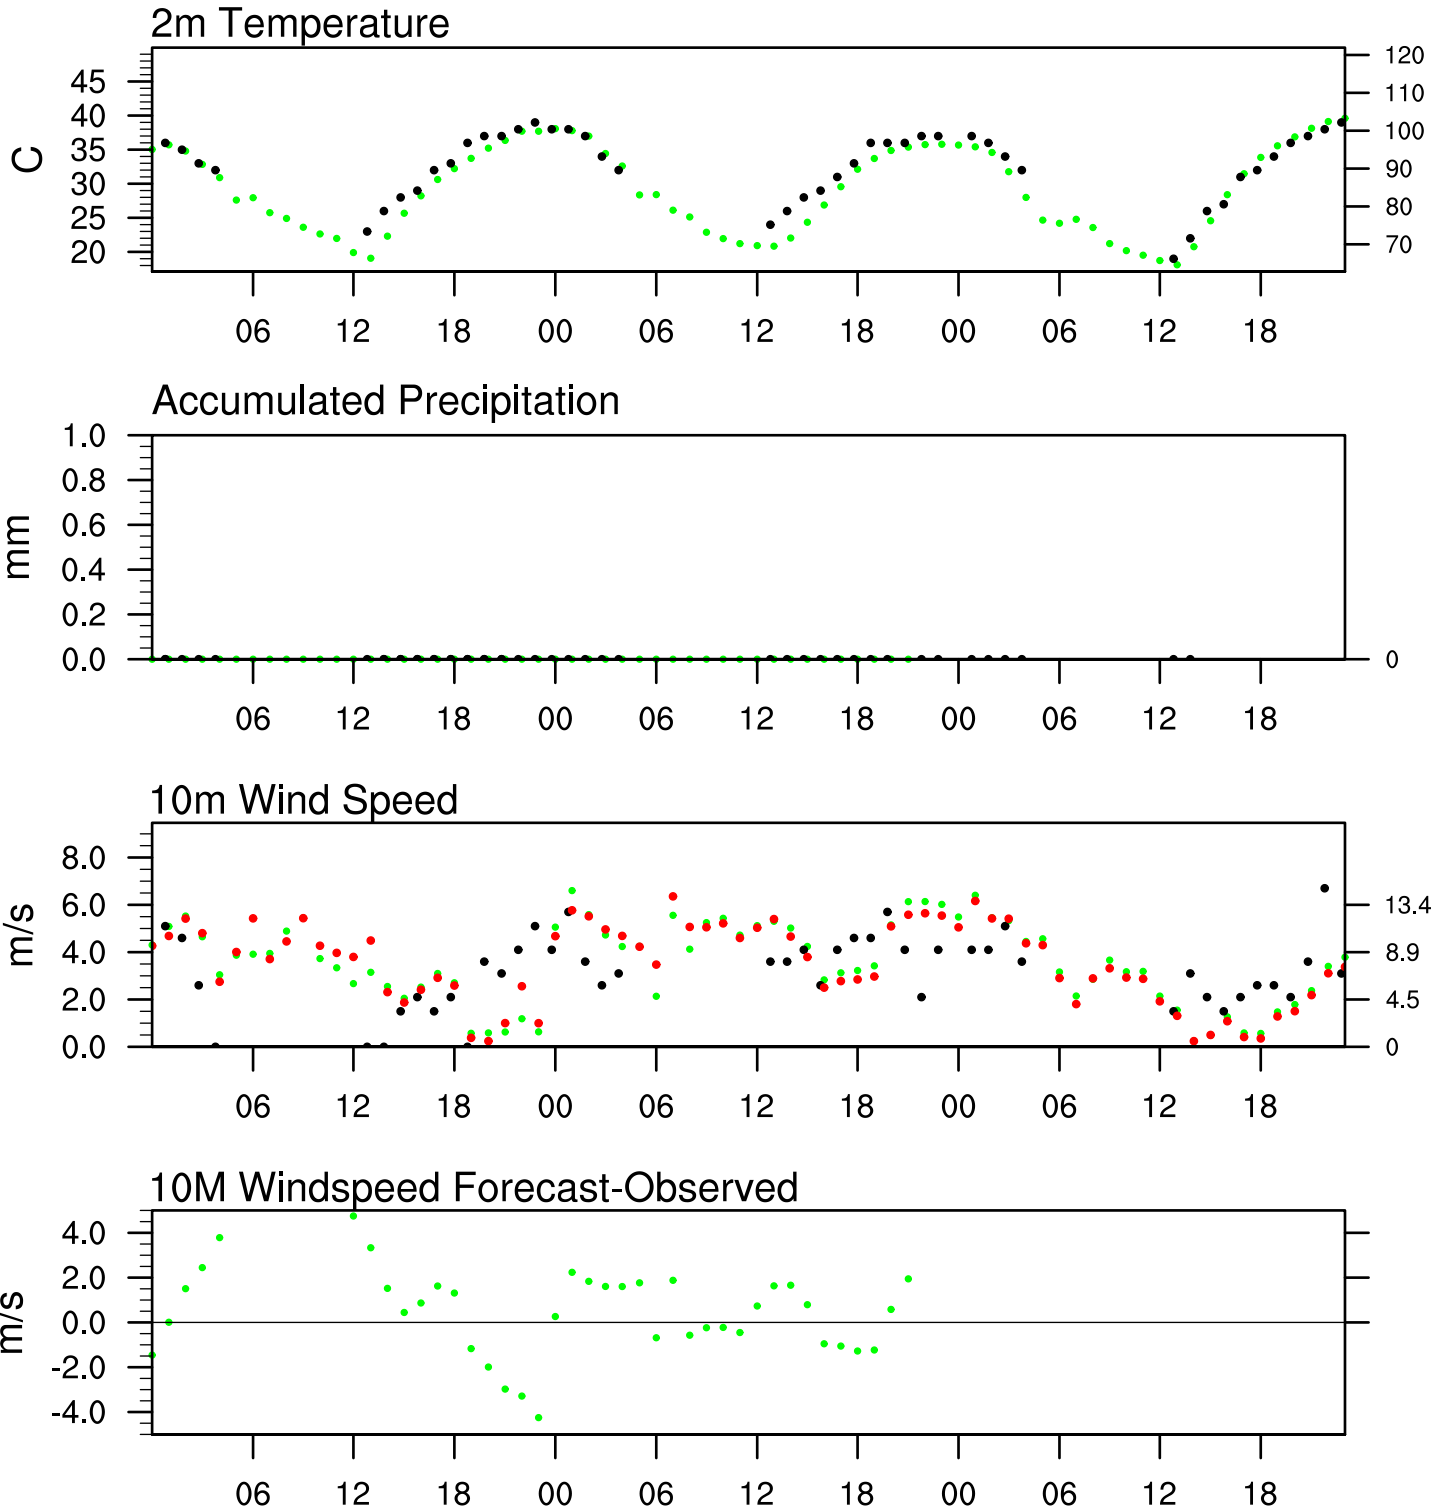 2m Temperature
120
45
110
40
100
C
35
90
30
25
80
20
70
06 12 18 00 06 12 18 00 06 12 18
Accumulated Precipitation
1.0
0.8
0.6
mm
0.4
0.2
0.0
0
06 12 18 00 06 12 18 00 06 12 18
10m Wind Speed
8.0
6.0
13.4
m/s
4.0
8.9
2.0
4.5
0.0
0
06 12 18 00 06 12 18 00 06 12 18
10M Windspeed Forecast-Observed
4.0
2.0
m/s
0.0
-2.0
-4.0
06 12 18 00 06 12 18 00 06 12 18